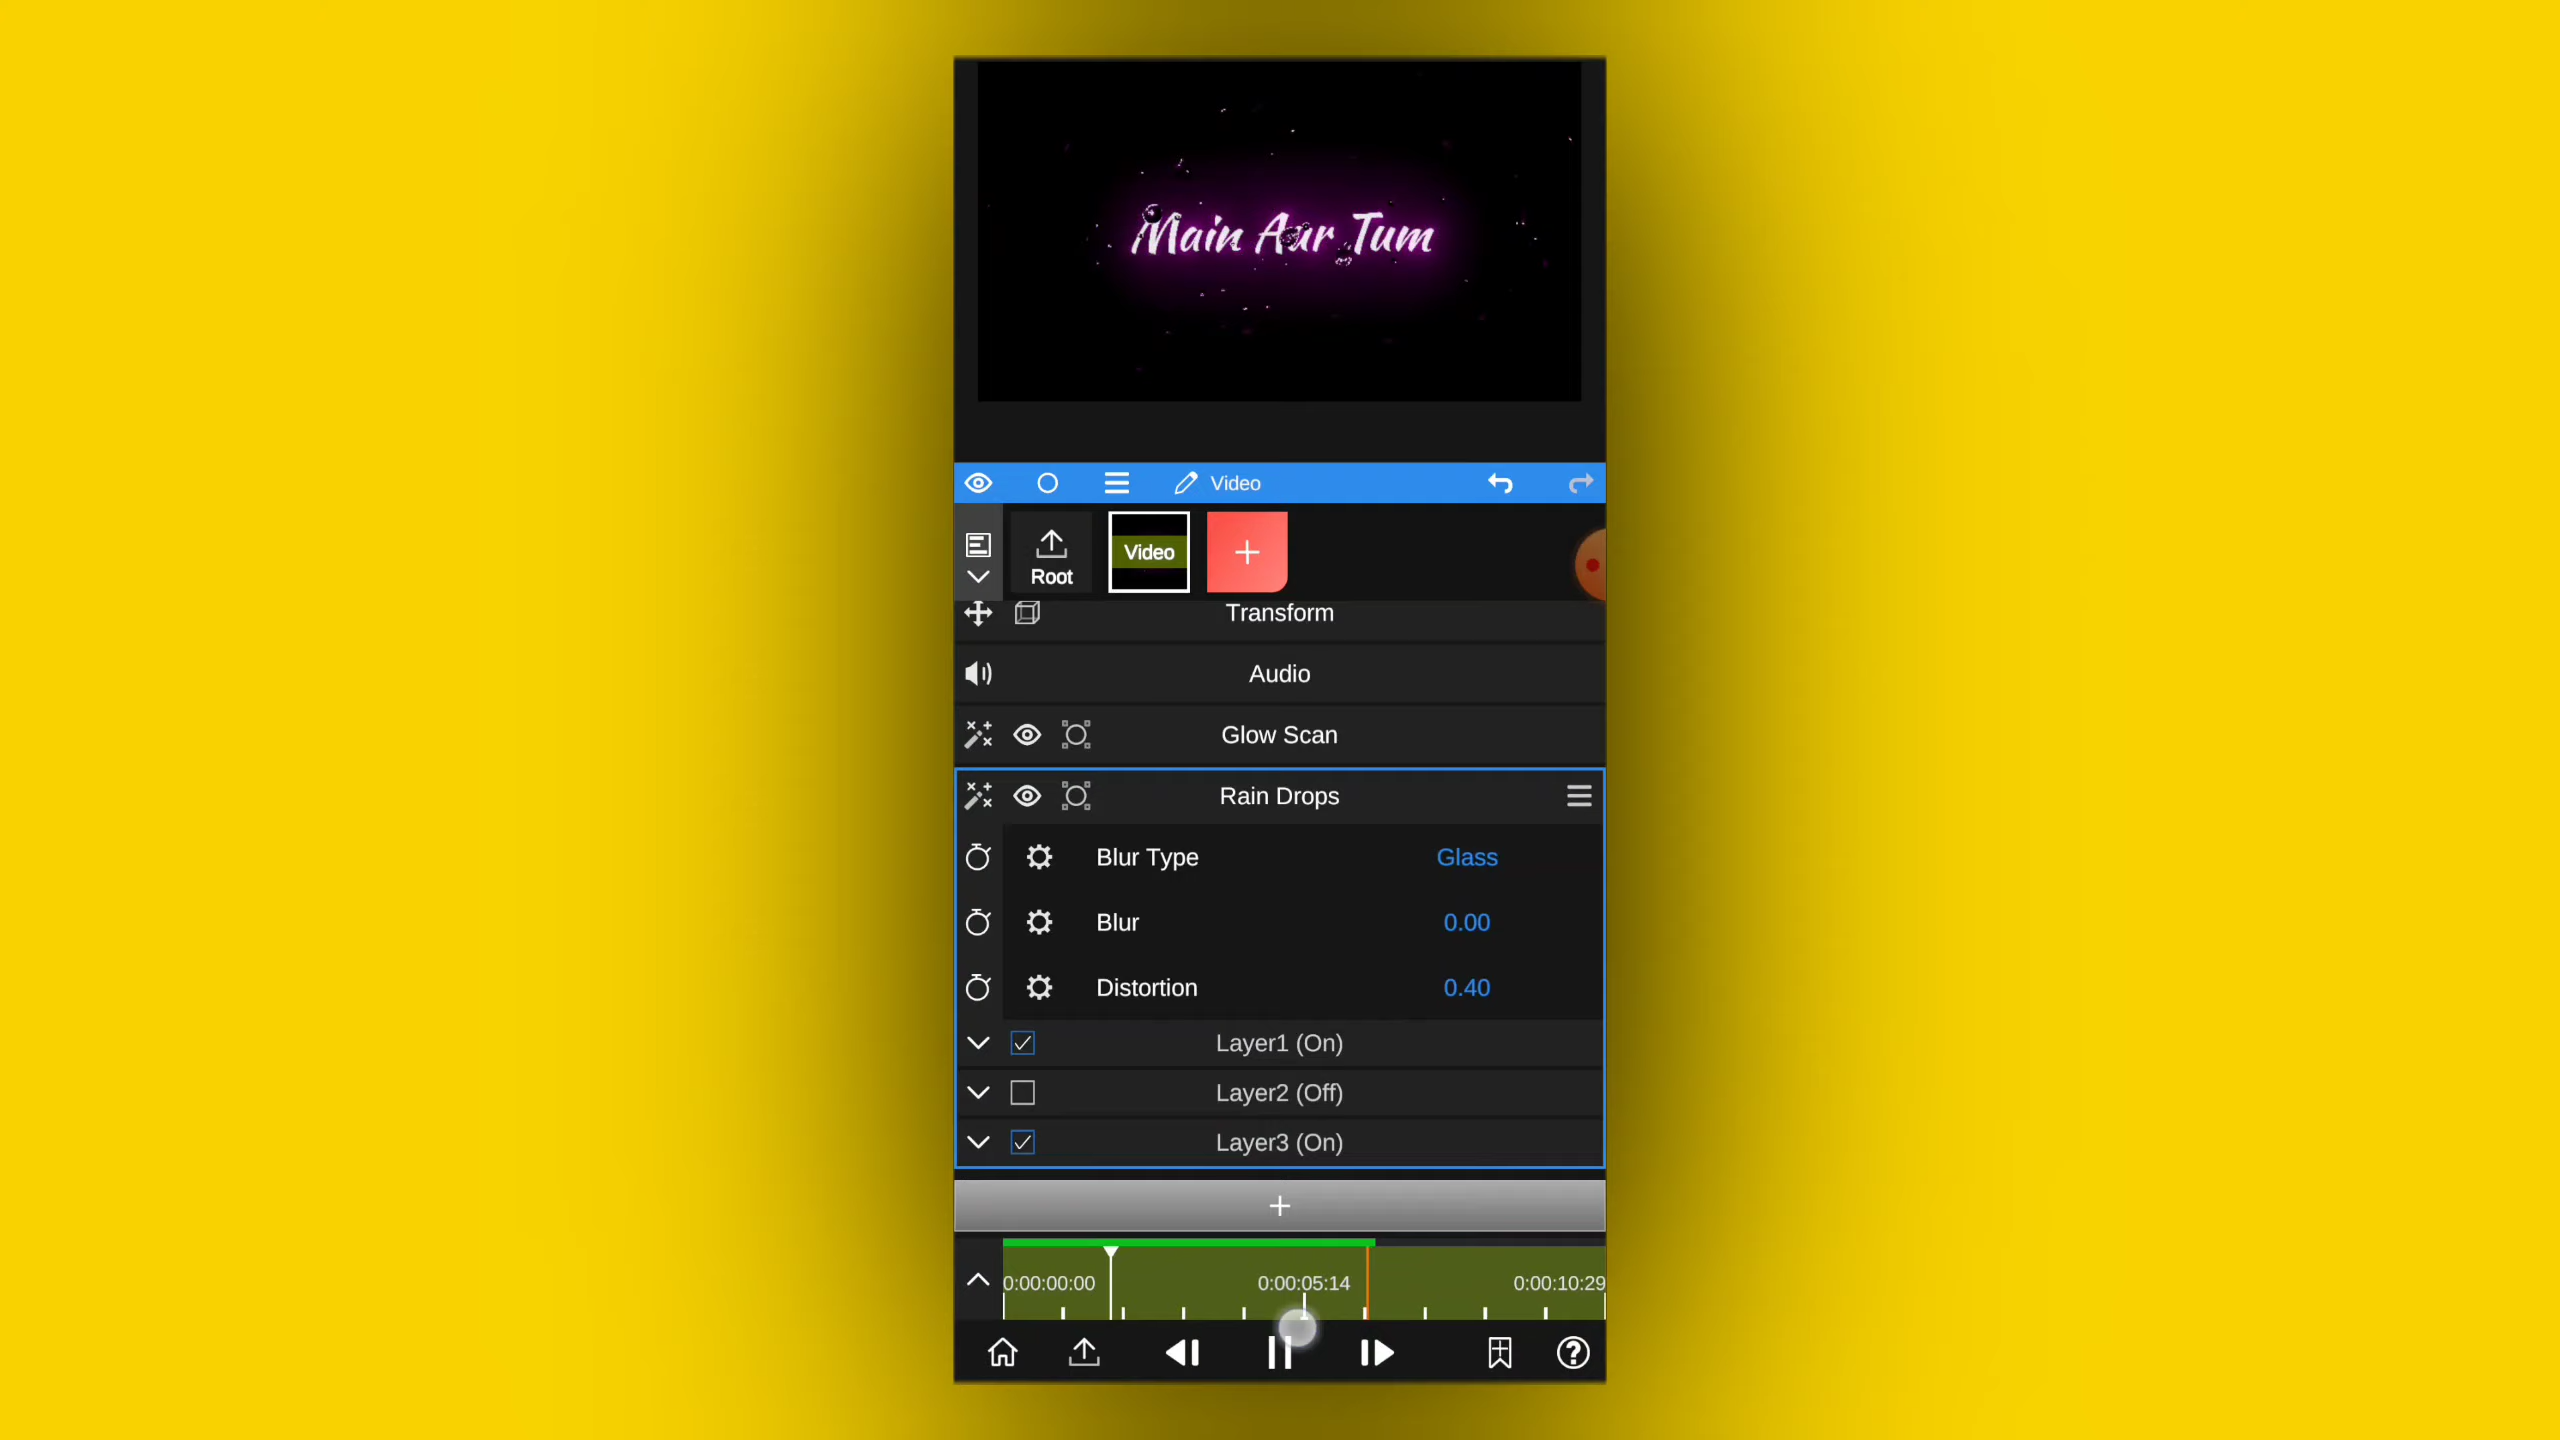 Main Aur Tum
Video
Root
Video
Transform
Audio
Glow Scan
Rain Drops
Blur Type Glass
Blur 0.00
Distortion 0.40
Layer1 (On)
Layer2 (Off)
Layer3 (On)
0:00:00:00 0:00:05:14 0:00:10:29